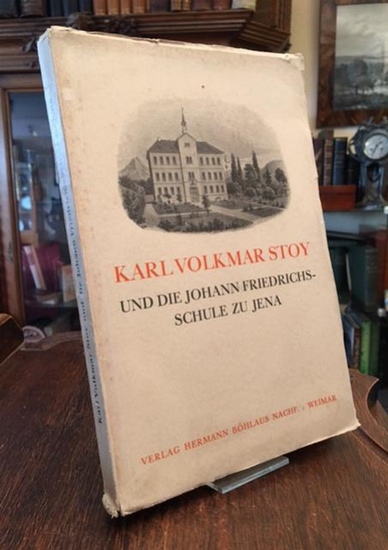 KARL VOLKMAR STOY
UND DIE JOHANN FRIEDRICHS-
SCHULE ZU JENA
VERLAG HERMANN BÖHLAUS NACHF. / WEIMAR
Karl Volkmar Stoy und die Johann Friedrichs